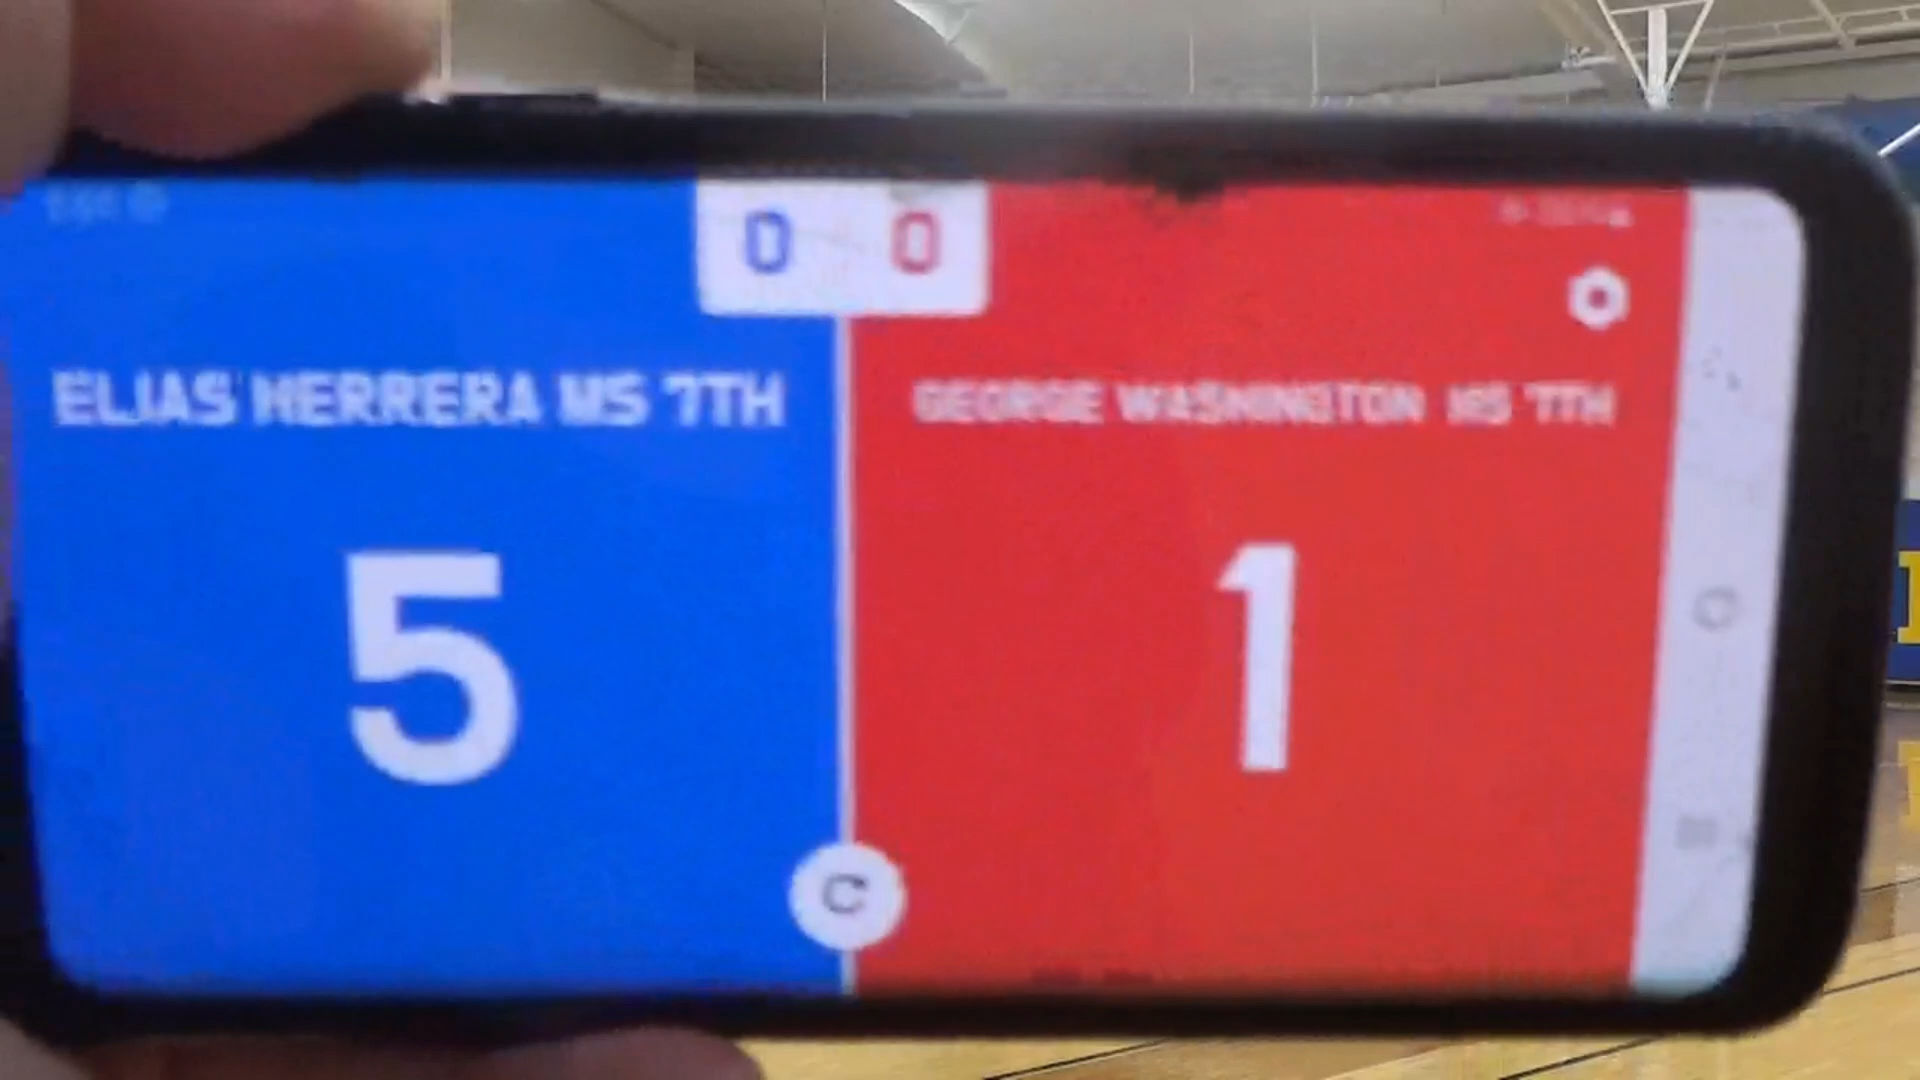 0 0
ELIAS HERRERA MS 7TH
GEORGE WASHINGTON MS 7TH
5
1